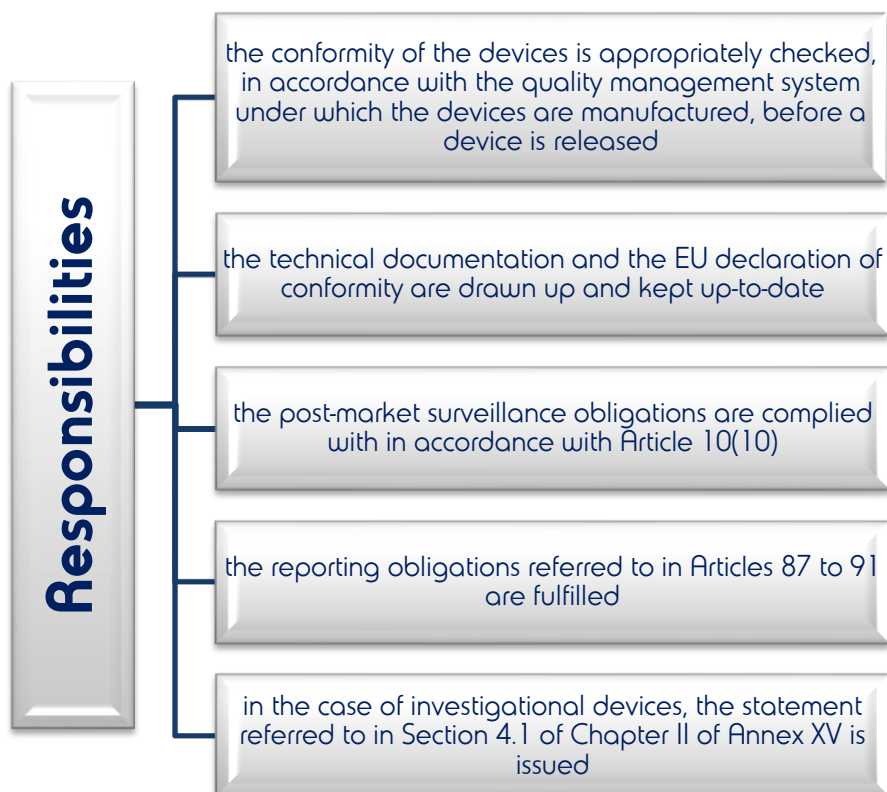 Responsibilities
the conformity of the devices is appropriately checked,
in accordance with the quality management system
under which the devices are manufactured, before a
device is released
the technical documentation and the EU declaration of
conformity are drawn up and kept up-to-date
the post-market surveillance obligations are complied
with in accordance with Article 10(10)
the reporting obligations referred to in Articles 87 to 91
are fulfilled
in the case of investigational devices, the statement
referred to in Section 4.1 of Chapter II of Annex XV is
issued